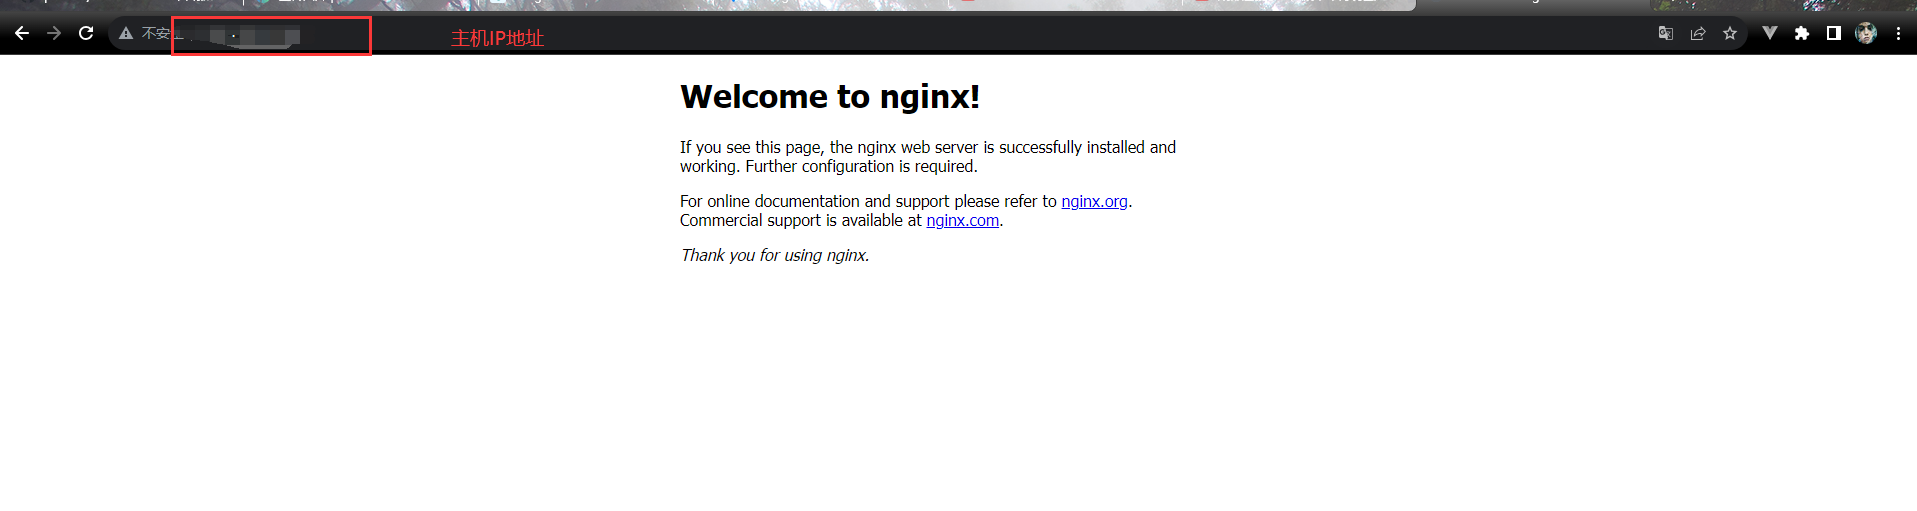 不安
主机IP地址
Welcome to nginx!
If you see this page, the nginx web server is successfully installed and
working. Further configuration is required.
For online documentation and support please refer to nginx.org.
Commercial support is available at nginx.com.
Thank you for using nginx.